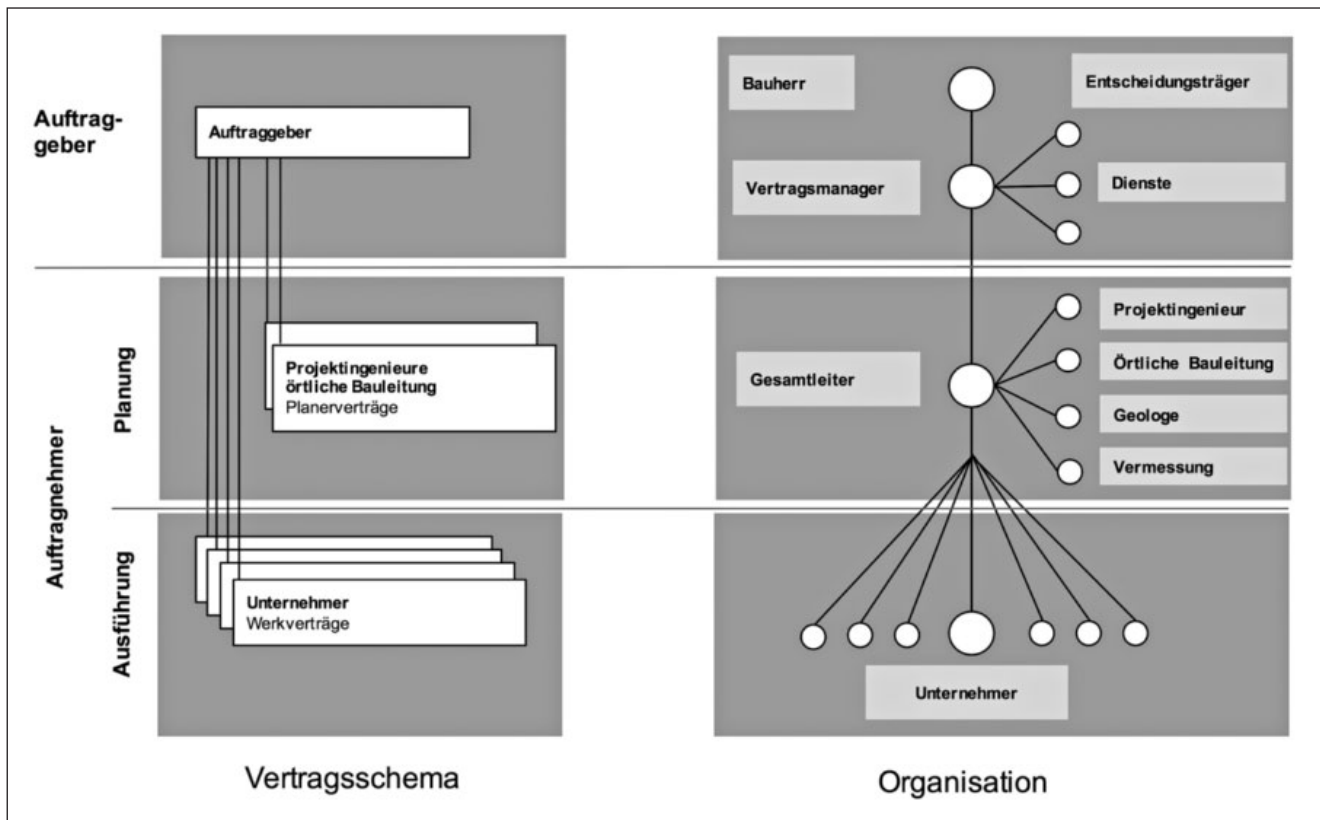 Auftrag-
geber
Auftraggeber
Bauherr
Entscheidungsträger
Vertragsmanager
Dienste
Auftragnehmer
Planung
Projektingenieure
örtliche Bauleitung
Planerverträge
Gesamtleiter
Projektingenieur
Örtliche Bauleitung
Geologe
Vermessung
Ausführung
Unternehmer
Werkverträge
Unternehmer
Vertragsschema
Organisation